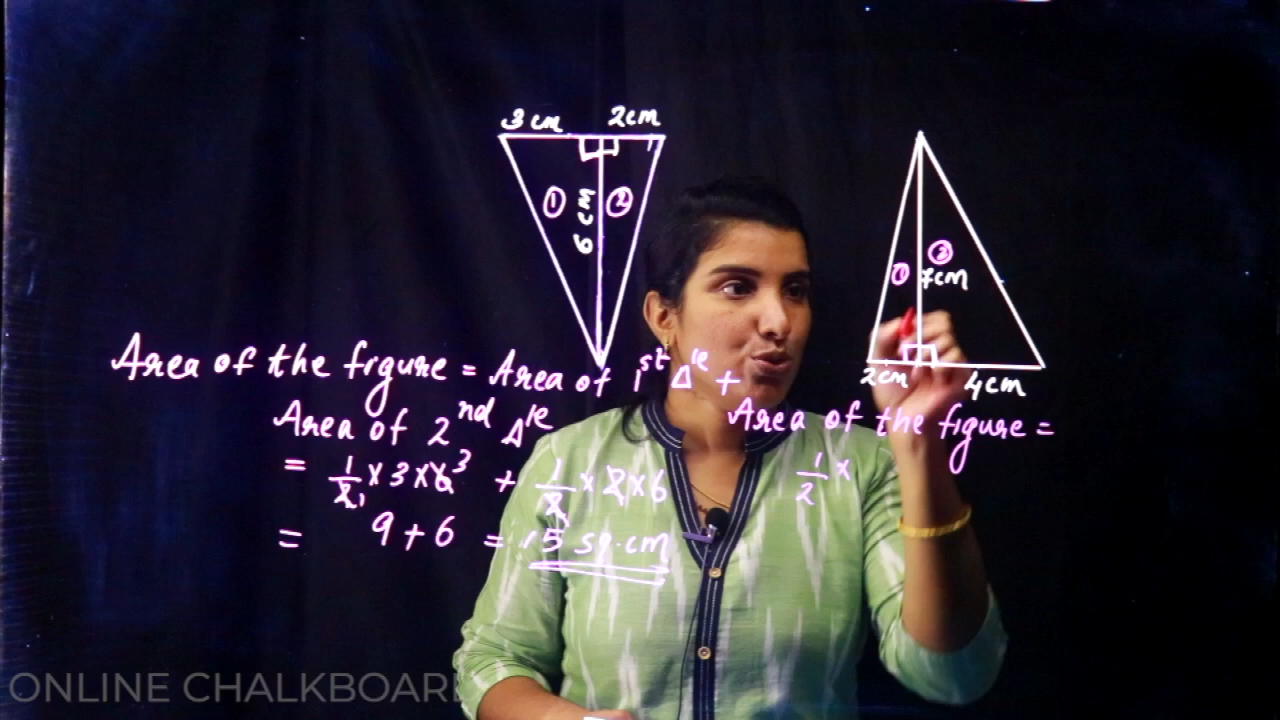 3 cm 2cm
① 6 cm ②
① ②
7cm
2cm 4cm
Area of the figure = Area of 1st Δle +
Area of 2nd Δle
= 1/2 × 3 × 6 3 + 1/2 × 2 × 6
= 9 + 6 = 15 sq. cm
Area of the figure =
1/2 ×
ONLINE CHALKBOAR